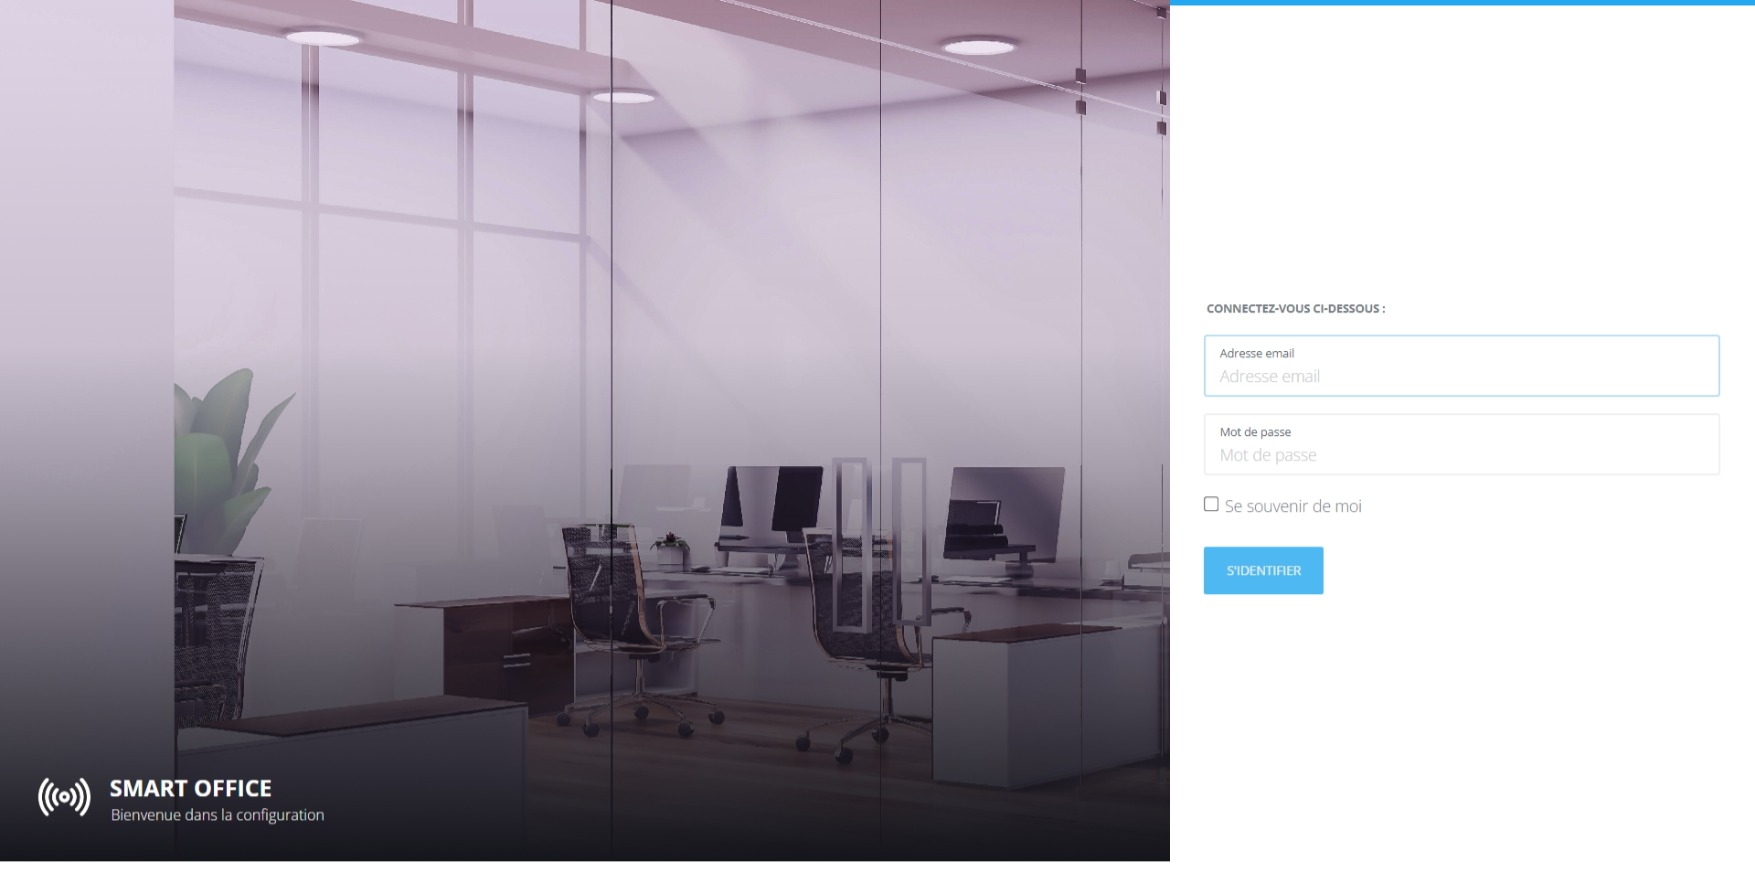 CONNECTEZ-VOUS CI-DESSOUS :
Adresse email
Adresse email
Mot de passe
Mot de passe
Se souvenir de moi
S'IDENTIFIER
SMART OFFICE
Bienvenue dans la configuration